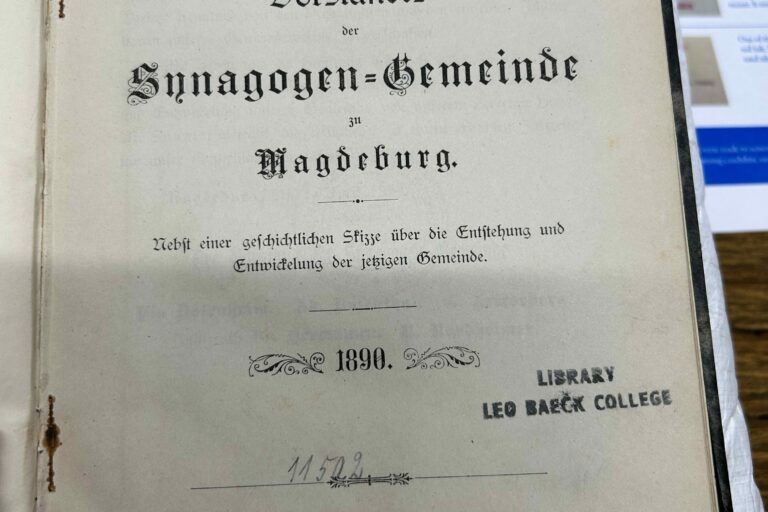 der
Synagogen=Gemeinde
zu
Magdeburg.
Nebst einer geschichtlichen Skizze über die Entstehung und
Entwickelung der jetzigen Gemeinde.
1890.
LIBRARY
LEO BAECK COLLEGE
11502